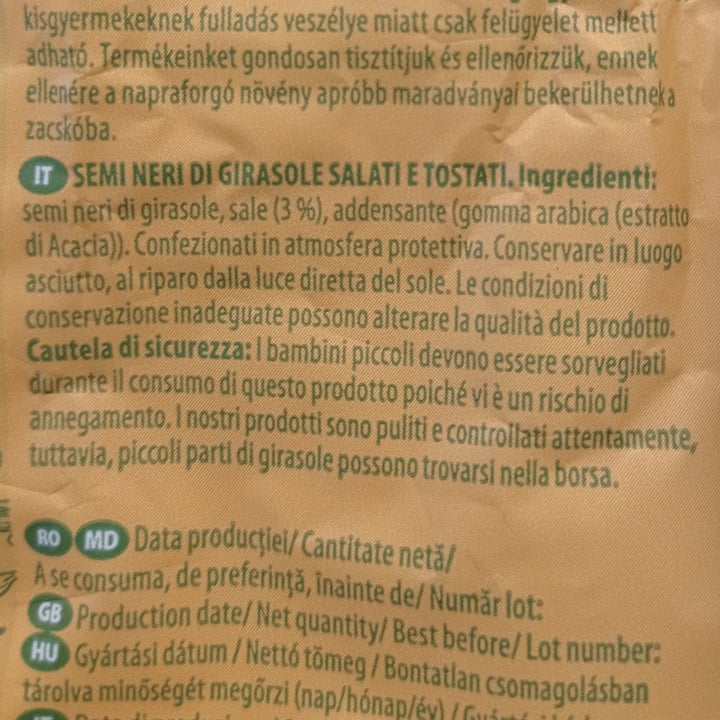 kisgyermekeknek fulladás veszélye miatt csak felügyelet mellett
adható. Termékeinket gondosan tisztítjuk és ellenőrizzük, ennek
ellenére a napraforgó növény apróbb maradványai bekerülhetnek a
zacskóba.
IT SEMI NERI DI GIRASOLE SALATI E TOSTATI. Ingredienti:
semi neri di girasole, sale (3 %), addensante (gomma arabica (estratto
di Acacia)). Confezionati in atmosfera protettiva. Conservare in luogo
asciutto, al riparo dalla luce diretta del sole. Le condizioni di
conservazione inadeguate possono alterare la qualità del prodotto.
Cautela di sicurezza: I bambini piccoli devono essere sorvegliati
durante il consumo di questo prodotto poiché vi è un rischio di
annegamento. I nostri prodotti sono puliti e controllati attentamente,
tuttavia, piccoli parti di girasole possono trovarsi nella borsa.
RO MD Data producției/ Cantitate netă/
A se consuma, de preferință, înainte de/ Număr lot:
GB Production date/ Net quantity/ Best before/ Lot number:
HU Gyártási dátum / Nettó tömeg / Bontatlan csomagolásban
tárolva minőségét megőrzi (nap/hónap/év) /